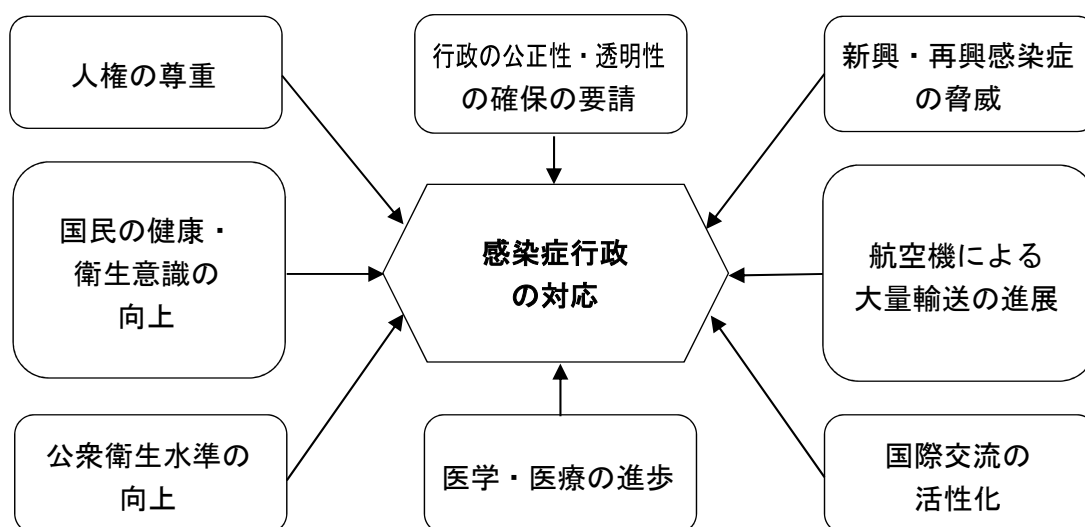 人権の尊重
行政の公正性・透明性
の確保の要請
新興・再興感染症
の脅威
国民の健康・
衛生意識の
向上
感染症行政
の対応
航空機による
大量輸送の進展
公衆衛生水準の
向上
医学・医療の進歩
国際交流の
活性化